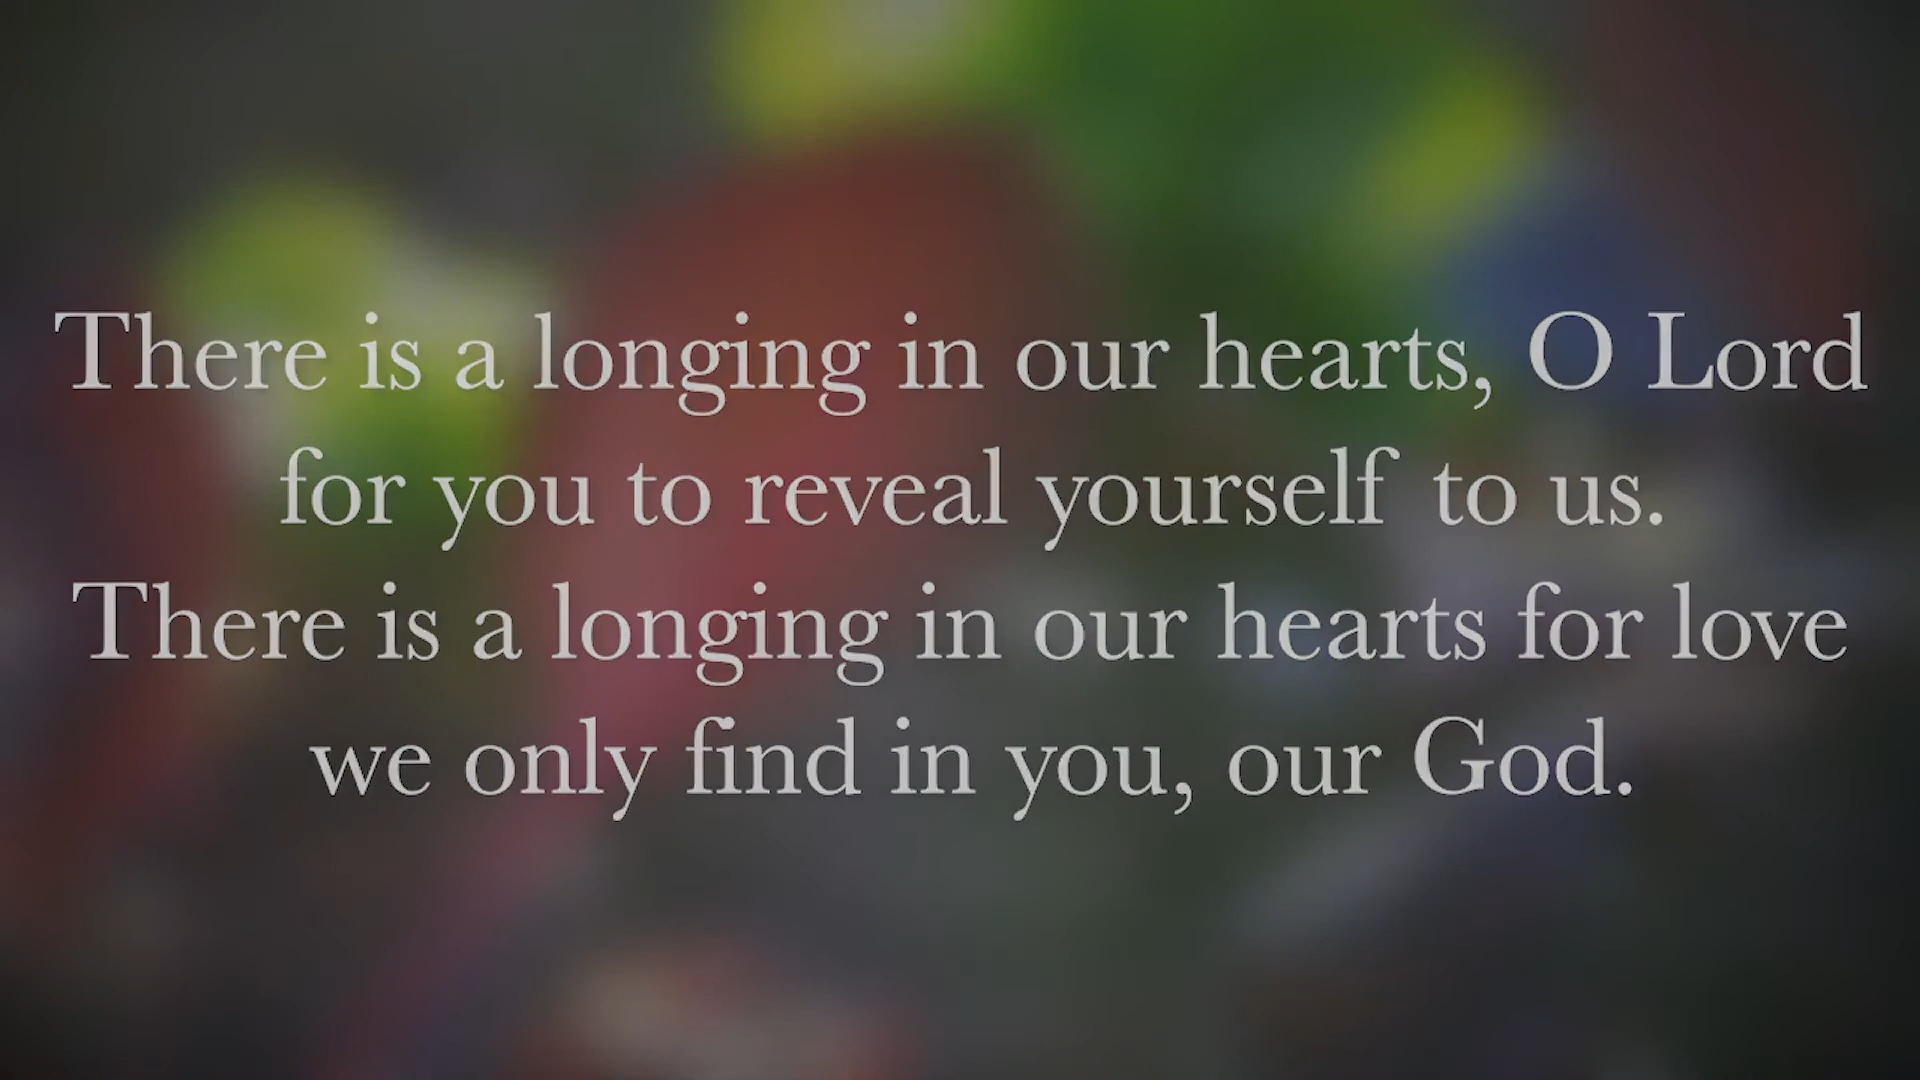 There is a longing in our hearts, O Lord
for you to reveal yourself to us.
There is a longing in our hearts for love
we only find in you, our God.